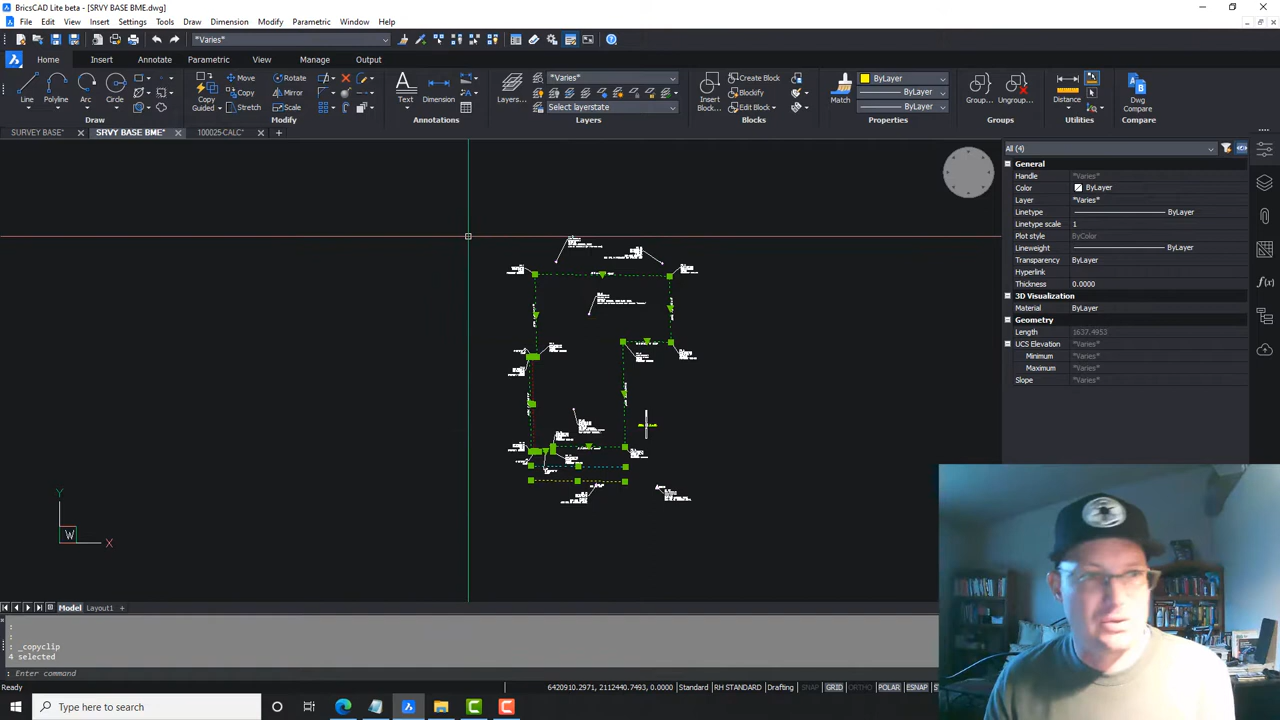 BricsCAD Lite beta - [SRVY BASE BME.dwg]
File Edit View Insert Settings Tools Draw Dimension Modify Parametric Window Help
*Varies*
Home Insert Annotate Parametric View Manage Output
Line Polyline Arc Circle
Copy Guided
Move
Copy
Stretch
Rotate
Mirror
Scale
Text
Dimension
Layers...
*Varies*
Select layerstate
Insert Block...
Create Block
Blockify
Edit Block
Match
ByLayer
ByLayer
ByLayer
Group...
Ungroup...
Distance
Dwg Compare
Draw Modify Annotations Layers Blocks Properties Groups Utilities Compare
SURVEY BASE* SRVY BASE BME* 100025-CALC*
All (4)
General
Handle *Varies*
Color ByLayer
Layer *Varies*
Linetype ByLayer
Linetype scale 1
Plot style ByColor
Lineweight ByLayer
Transparency ByLayer
Hyperlink
Thickness 0.0000
3D Visualization
Material ByLayer
Geometry
Length 1637.4953
UCS Elevation *Varies*
Minimum *Varies*
Maximum *Varies*
Slope *Varies*
Y
W
X
Model Layout1 +
:
:
: _copyclip
4 selected
: Enter command
Ready
6420910.2971, 2112440.7493, 0.0000 Standard RH STANDARD Drafting SNAP GRID ORTHO POLAR ESNAP
Type here to search